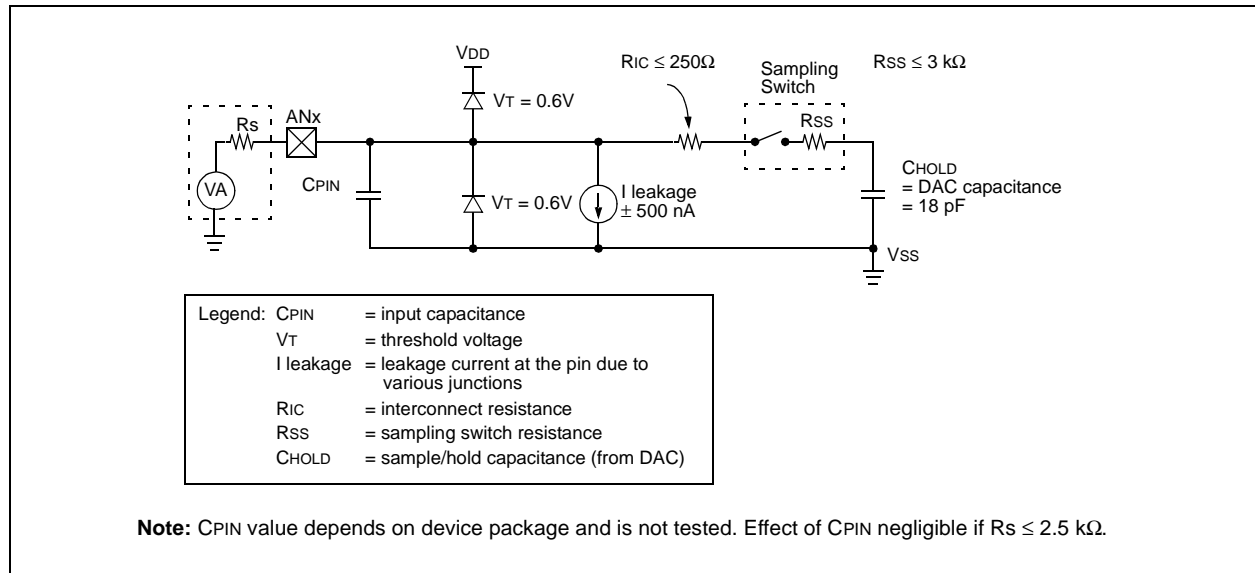 VDD
RIC ≤ 250Ω
Sampling
Switch
RSS ≤ 3 kΩ
VT = 0.6V
Rs
ANx
RSS
VA
CPIN
VT = 0.6V
I leakage
± 500 nA
CHOLD
= DAC capacitance
= 18 pF
VSS
Legend: CPIN = input capacitance
VT = threshold voltage
I leakage = leakage current at the pin due to
various junctions
RIC = interconnect resistance
RSS = sampling switch resistance
CHOLD = sample/hold capacitance (from DAC)
Note: CPIN value depends on device package and is not tested. Effect of CPIN negligible if Rs ≤ 2.5 kΩ.